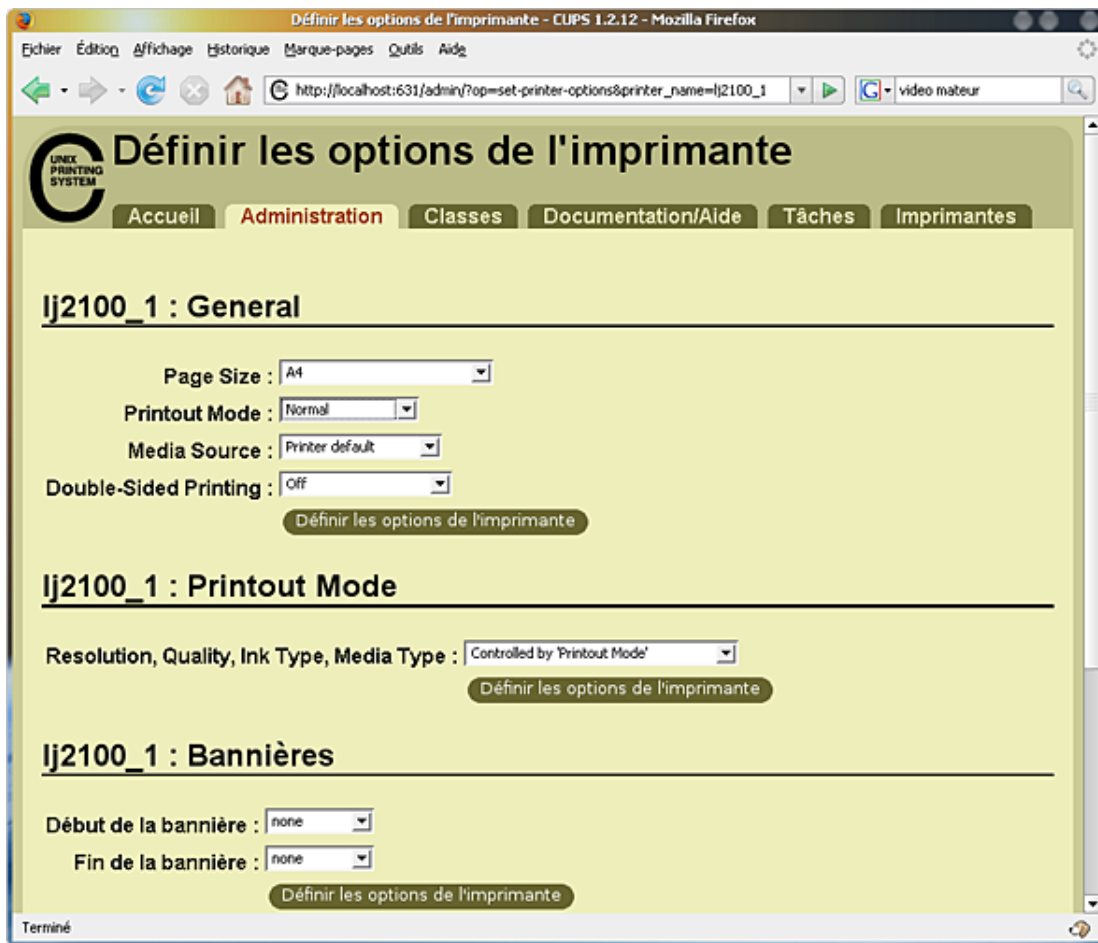 Définir les options de l'imprimante - CUPS 1.2.12 - Mozilla Firefox
Fichier Édition Affichage Historique Marque-pages Outils Aide
http://localhost:631/admin/?op=set-printer-options&printer_name=lj2100_1 G video mateur
UNIX
PRINTING
SYSTEM
Définir les options de l'imprimante
Accueil Administration Classes Documentation/Aide Tâches Imprimantes
lj2100_1 : General
Page Size : A4
Printout Mode : Normal
Media Source : Printer default
Double-Sided Printing : Off
Définir les options de l'imprimante
lj2100_1 : Printout Mode
Resolution, Quality, Ink Type, Media Type : Controlled by 'Printout Mode'
Définir les options de l'imprimante
lj2100_1 : Bannières
Début de la bannière : none
Fin de la bannière : none
Définir les options de l'imprimante
Terminé